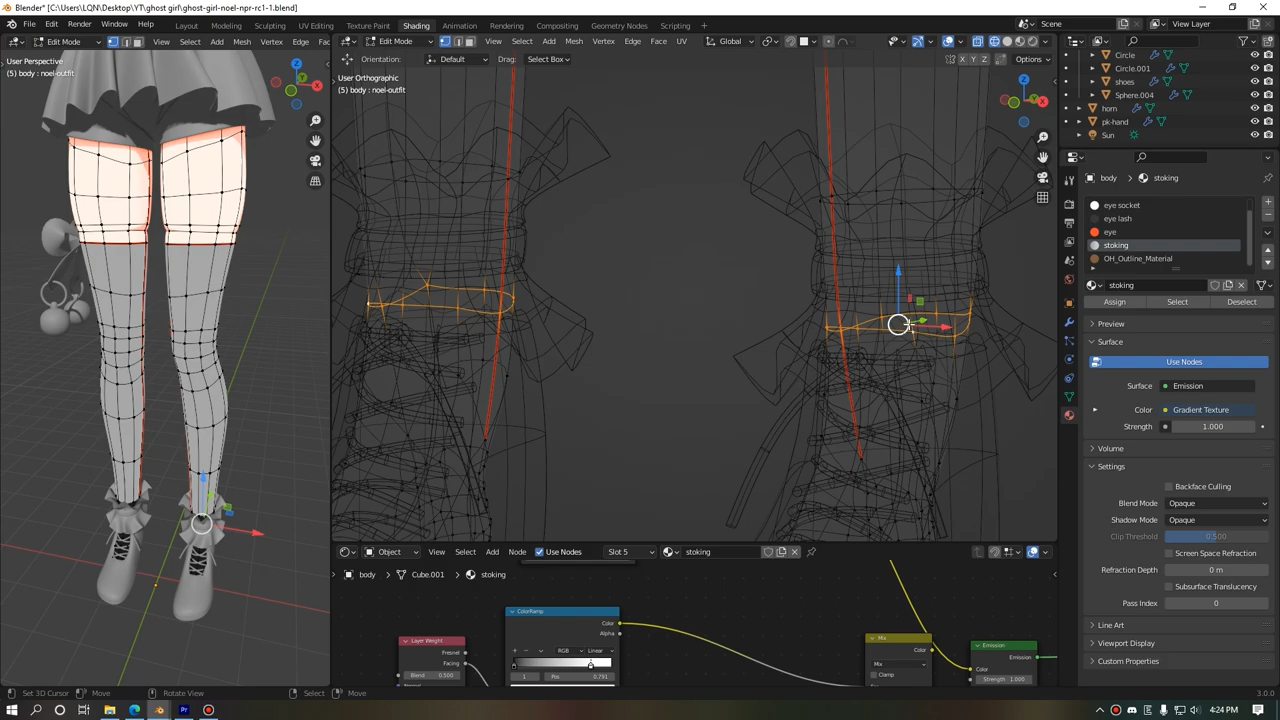 Blender* [C:\Users\LQN\Desktop\YT\ghost girl\ghost-girl-noel-npr-rc1-1.blend]
File Edit Render Window Help Layout Modeling Sculpting UV Editing Texture Paint Shading Animation Rendering Compositing Geometry Nodes Scripting Scene View Layer
Edit Mode View Select Add Mesh Vertex Edge Fac
Edit Mode View Select Add Mesh Vertex Edge Face UV Global
Orientation: Default Drag: Select Box X Y Z Options
User Perspective
(5) body : noel-outfit
User Orthographic
(5) body : noel-outfit
Z
X
Y
Z
X
Y
Circle
Circle.001
shoes
Sphere.004
horn
pk-hand
Sun
body stoking
eye socket
eye lash
eye
stoking
OH_Outline_Material
stoking
Assign Select Deselect
Preview
Surface
Use Nodes
Surface Emission
Color Gradient Texture
Strength 1.000
Volume
Settings
Backface Culling
Blend Mode Opaque
Shadow Mode Opaque
Clip Threshold 0.500
Screen Space Refraction
Refraction Depth 0 m
Subsurface Translucency
Pass Index 0
Line Art
Viewport Display
Custom Properties
Object View Select Add Node Use Nodes Slot 5 stoking
body Cube.001 stoking
ColorRamp
Color
Alpha
RGB Linear
1 Pos 0.791
Layer Weight
Fresnel
Facing
Blend 0.500
Mix
Color
Mix
Clamp
Emission
Emission
Color
Strength 1.000
Set 3D Cursor Move Rotate View Select Move 3.0.0
4:24 PM